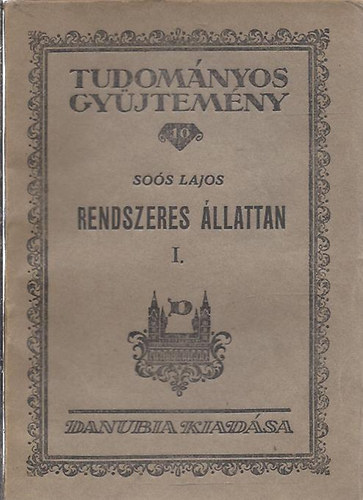 TUDOMÁNYOS
GYŰJTEMÉNY
10
SOÓS LAJOS
RENDSZERES ÁLLATTAN
I.
D
DANUBIA KIADÁSA